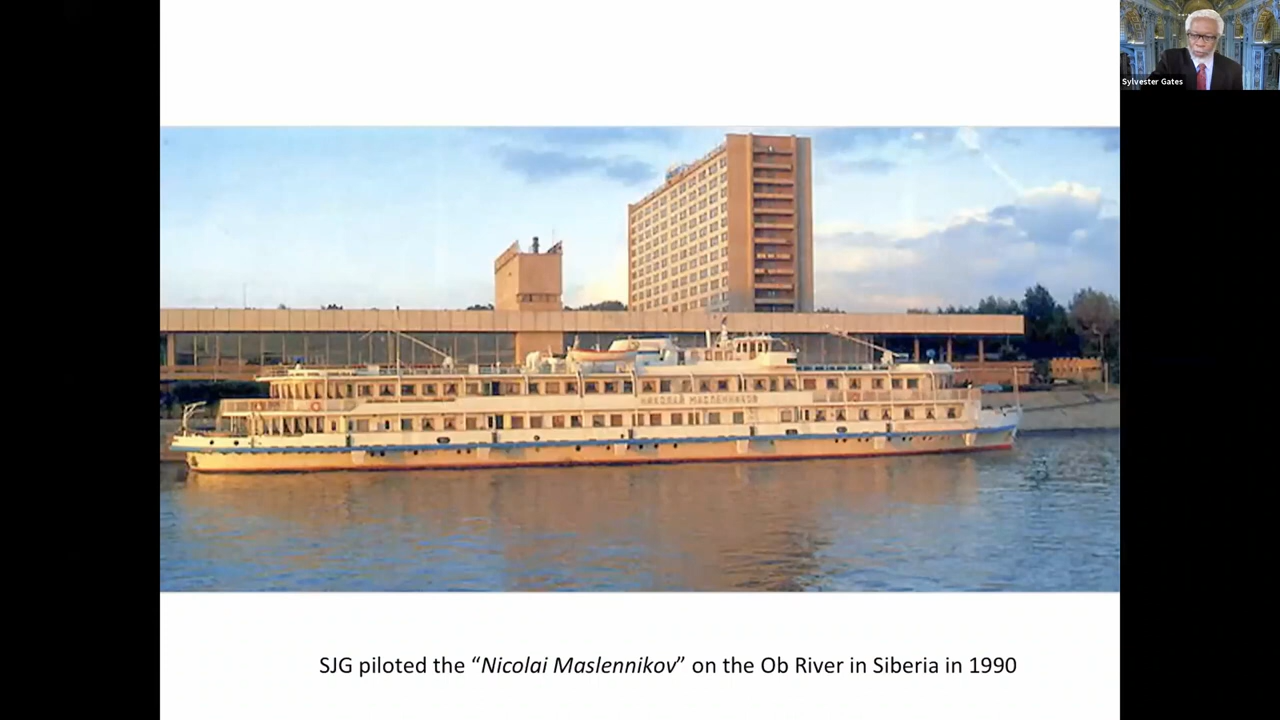 Sylvester Gates
НИКОЛАЙ МАСЛЕННИКОВ
SJG piloted the “Nicolai Maslennikov” on the Ob River in Siberia in 1990